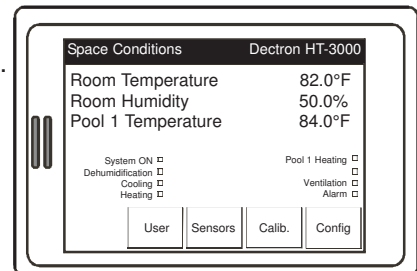 Space Conditions Dectron HT-3000
Room Temperature 82.0°F
Room Humidity 50.0%
Pool 1 Temperature 84.0°F
System ON Pool 1 Heating
Dehumidification
Cooling Ventilation
Heating Alarm
User Sensors Calib. Config